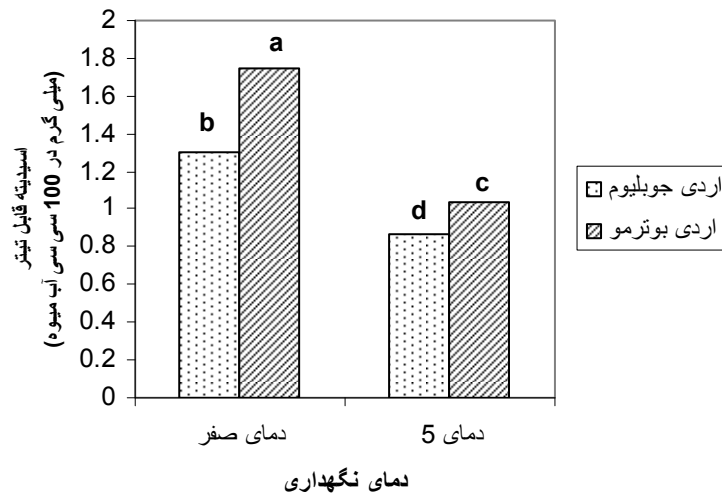 2
1.8
1.6
1.4
1.2
1
0.8
0.6
0.4
0.2
0
اسیدیته قابل تیتر
(میلی گرم در 100 سی سی آب میوه)
b
a
d
c
دمای صفر
دمای 5
دمای نگهداری
اردی جوبلیوم
اردی بوترمو